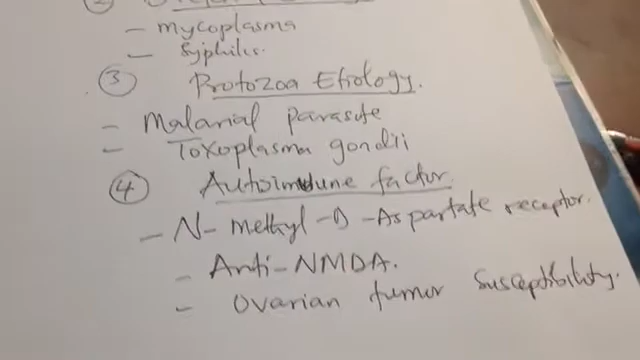 ②
- Mycoplasma
- Syphilis.
③ Protozoa Etiology.
- Malarial parasite
- Toxoplasma gondii
④ Autoimmune factor.
- N-Methyl-D-Aspartate receptor.
- Anti-NMDA.
- Ovarian tumor susceptibility.